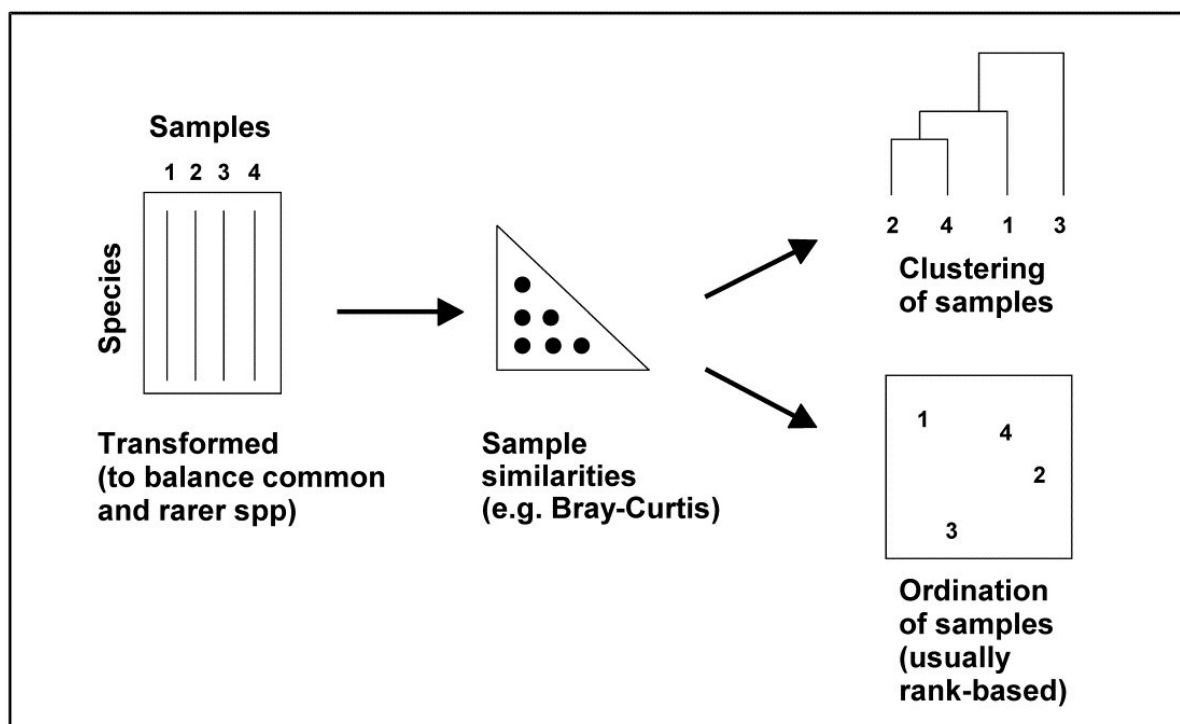 Samples
1 2 3 4
Species
Transformed
(to balance common
and rarer spp)
Sample
similarities
(e.g. Bray-Curtis)
2 4 1 3
Clustering
of samples
1
4
2
3
Ordination
of samples
(usually
rank-based)